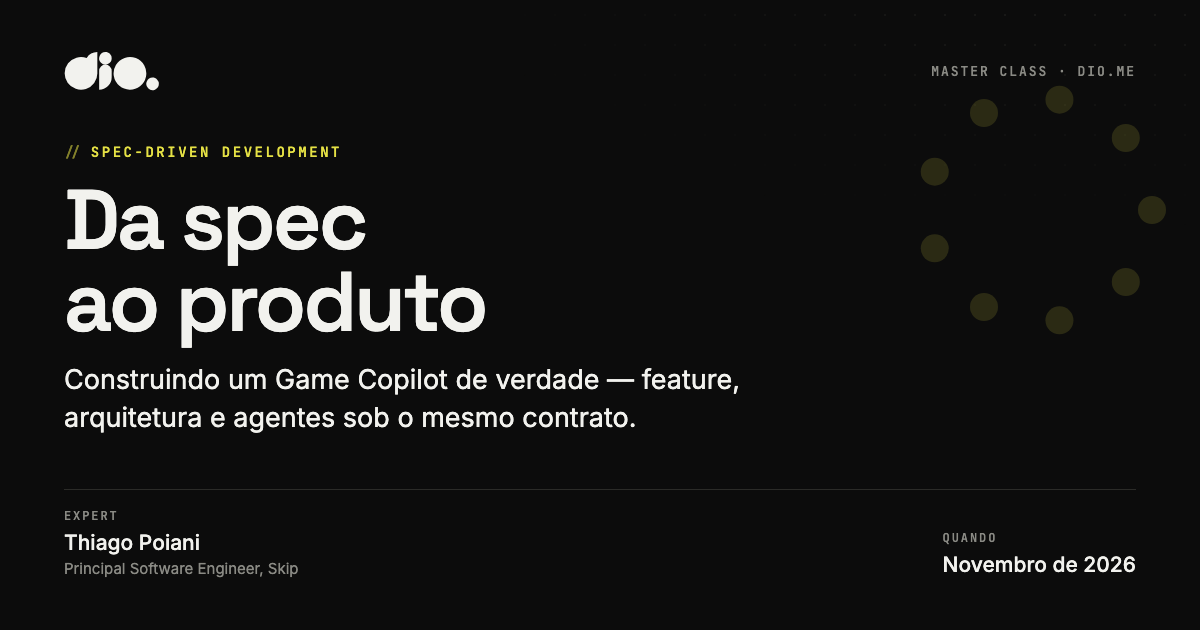 dio.
MASTER CLASS · DIO.ME
// SPEC-DRIVEN DEVELOPMENT
Da spec
ao produto
Construindo um Game Copilot de verdade — feature,
arquitetura e agentes sob o mesmo contrato.
EXPERT
Thiago Poiani
Principal Software Engineer, Skip
QUANDO
Novembro de 2026